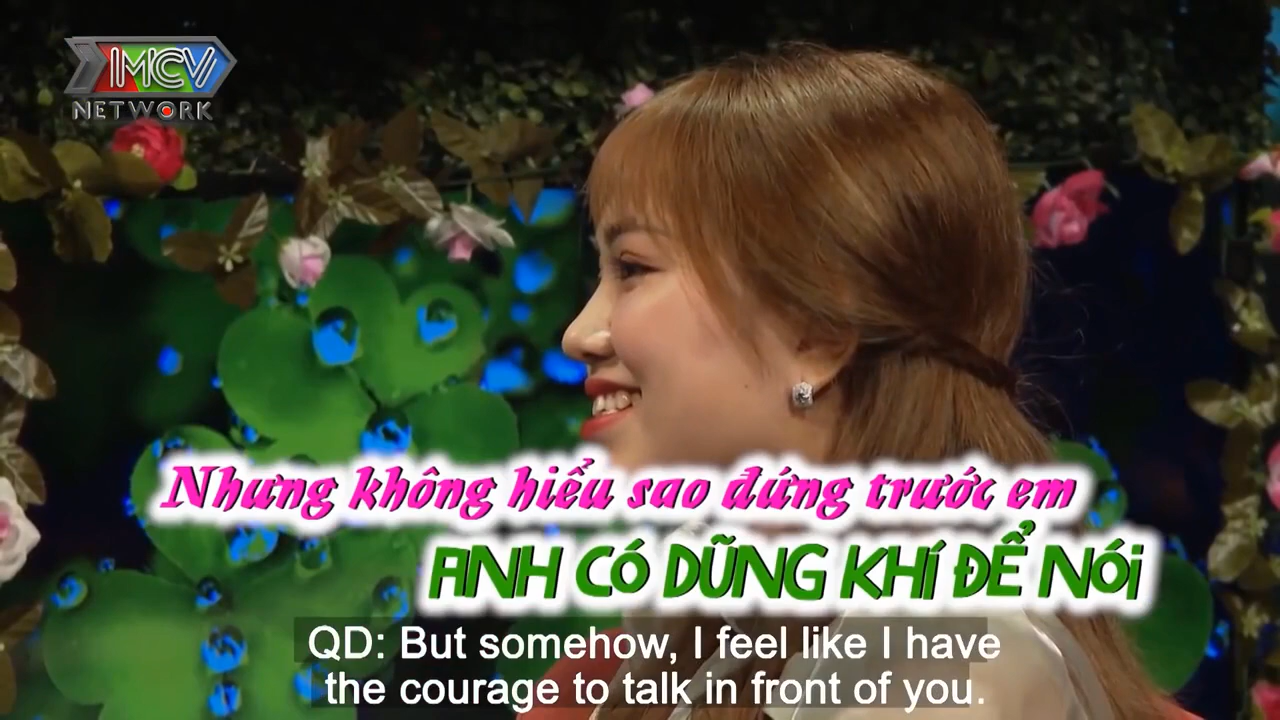 MCV
NETWORK
Nhưng không hiểu sao đứng trước em
ANH CÓ DŨNG KHÍ ĐỂ NÓI
QD: But somehow, I feel like I have
the courage to talk in front of you.